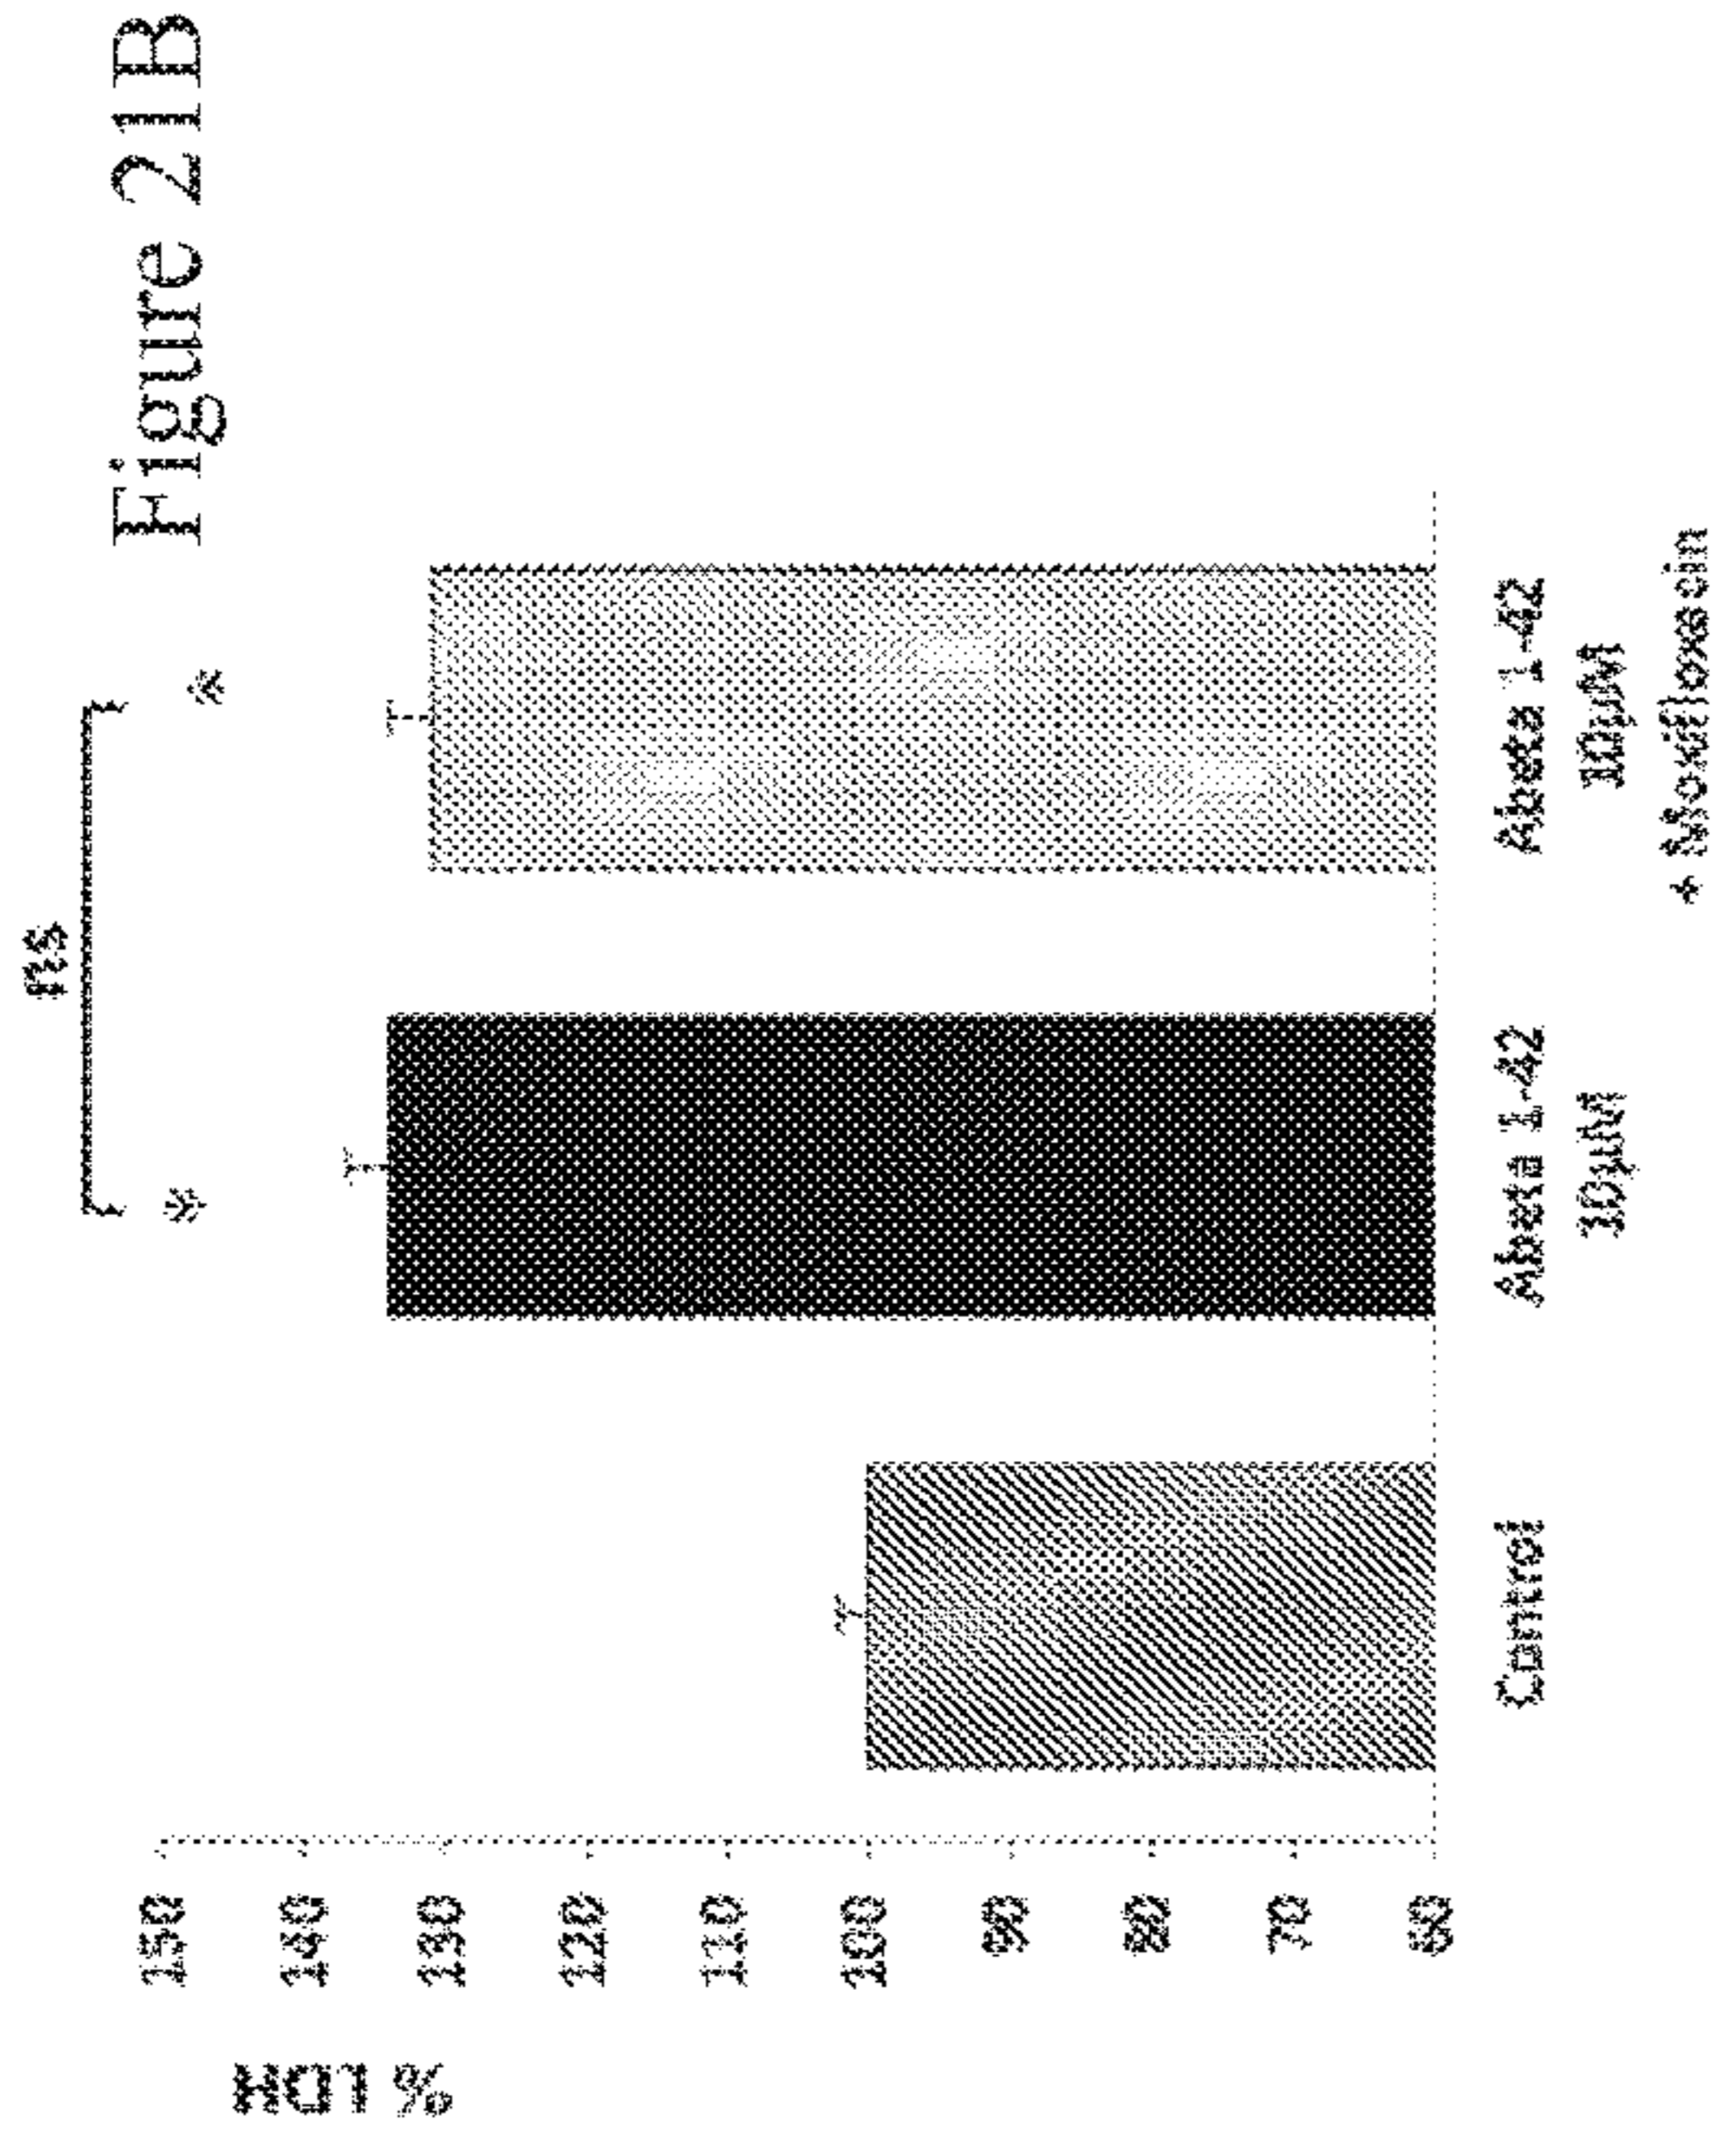 Figure 21B
ns
* *
% LDH
150
140
130
120
110
100
90
80
70
60
Control
Abeta 1-42
10µM
Abeta 1-42
10µM
+ Moxifloxacin